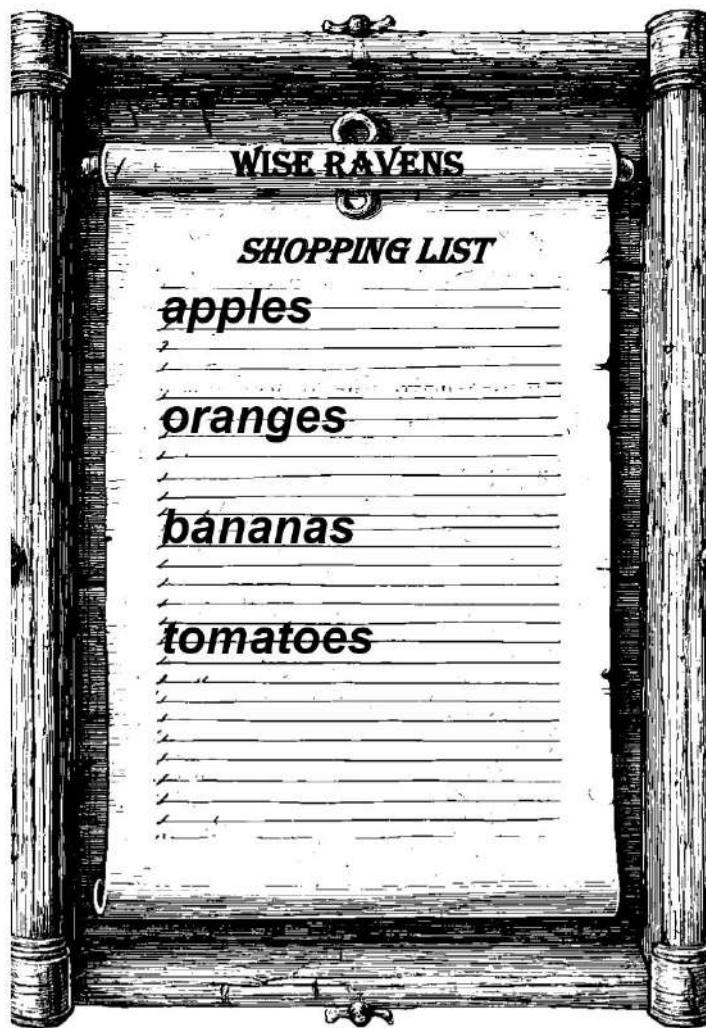 WISE RAVENS
SHOPPING LIST
apples
oranges
bananas
tomatoes